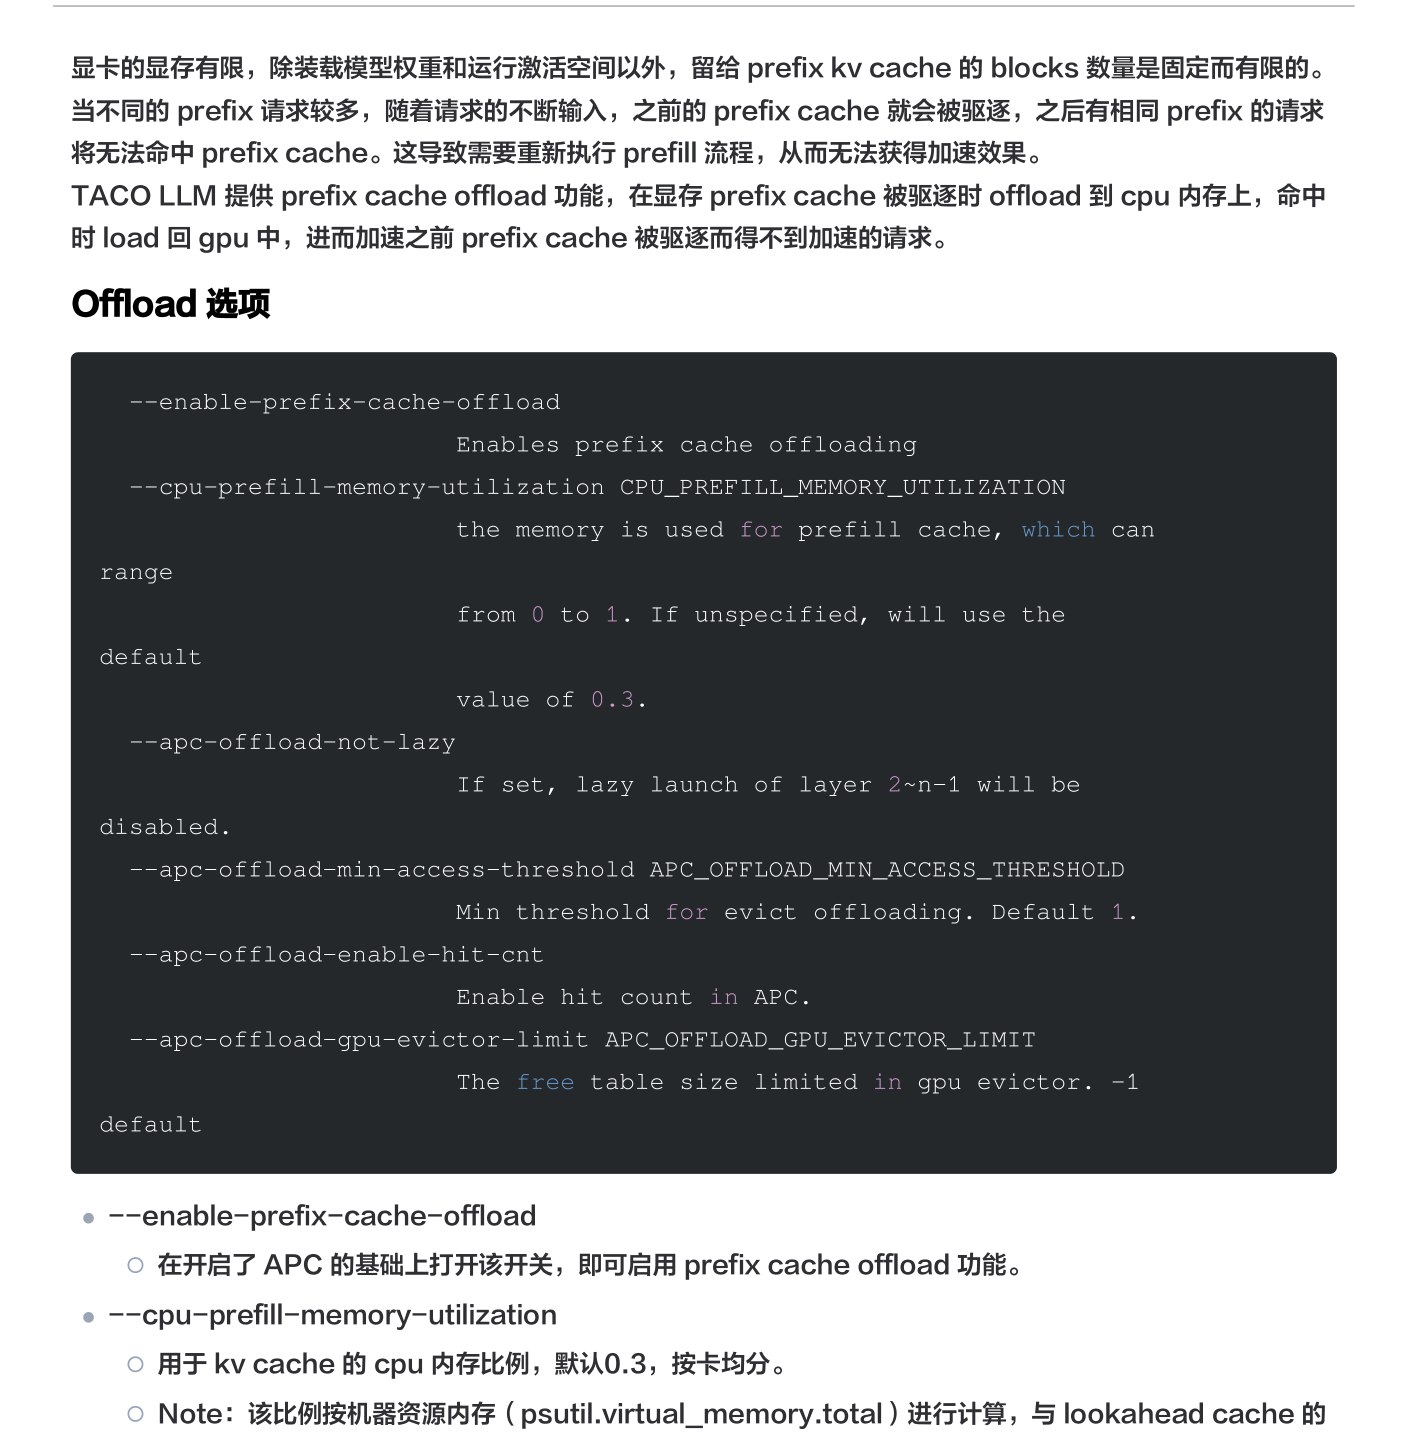 显卡的显存有限，除装载模型权重和运行激活空间以外，留给 prefix kv cache 的 blocks 数量是固定而有限的。
当不同的 prefix 请求较多，随着请求的不断输入，之前的 prefix cache 就会被驱逐，之后有相同 prefix 的请求
将无法命中 prefix cache。这导致需要重新执行 prefill 流程，从而无法获得加速效果。
TACO LLM 提供 prefix cache offload 功能，在显存 prefix cache 被驱逐时 offload 到 cpu 内存上，命中
时 load 回 gpu 中，进而加速之前 prefix cache 被驱逐而得不到加速的请求。
Offload 选项
--enable-prefix-cache-offload
Enables prefix cache offloading
--cpu-prefill-memory-utilization CPU_PREFILL_MEMORY_UTILIZATION
the memory is used for prefill cache, which can
range
from 0 to 1. If unspecified, will use the
default
value of 0.3.
--apc-offload-not-lazy
If set, lazy launch of layer 2~n-1 will be
disabled.
--apc-offload-min-access-threshold APC_OFFLOAD_MIN_ACCESS_THRESHOLD
Min threshold for evict offloading. Default 1.
--apc-offload-enable-hit-cnt
Enable hit count in APC.
--apc-offload-gpu-evictor-limit APC_OFFLOAD_GPU_EVICTOR_LIMIT
The free table size limited in gpu evictor. -1
default
--enable-prefix-cache-offload
在开启了 APC 的基础上打开该开关，即可启用 prefix cache offload 功能。
--cpu-prefill-memory-utilization
用于 kv cache 的 cpu 内存比例，默认0.3，按卡均分。
Note：该比例按机器资源内存（psutil.virtual_memory.total）进行计算，与 lookahead cache 的